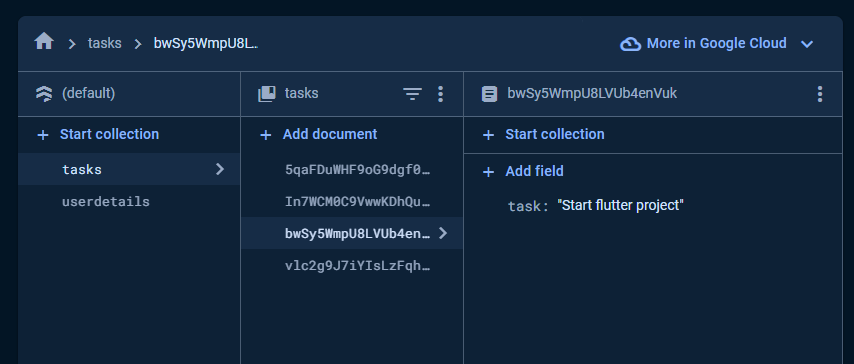 tasks
bwSy5WmpU8L..
More in Google Cloud
(default)
tasks
bwSy5WmpU8LVUb4enVuk
+ Start collection
+ Add document
+ Start collection
tasks
userdetails
5qaFDuWHF9oG9dgf0…
In7WCM0C9VwwKDhQu…
bwSy5WmpU8LVUb4en…
vlc2g9J7iYIsLzFqh…
+ Add field
task: "Start flutter project"